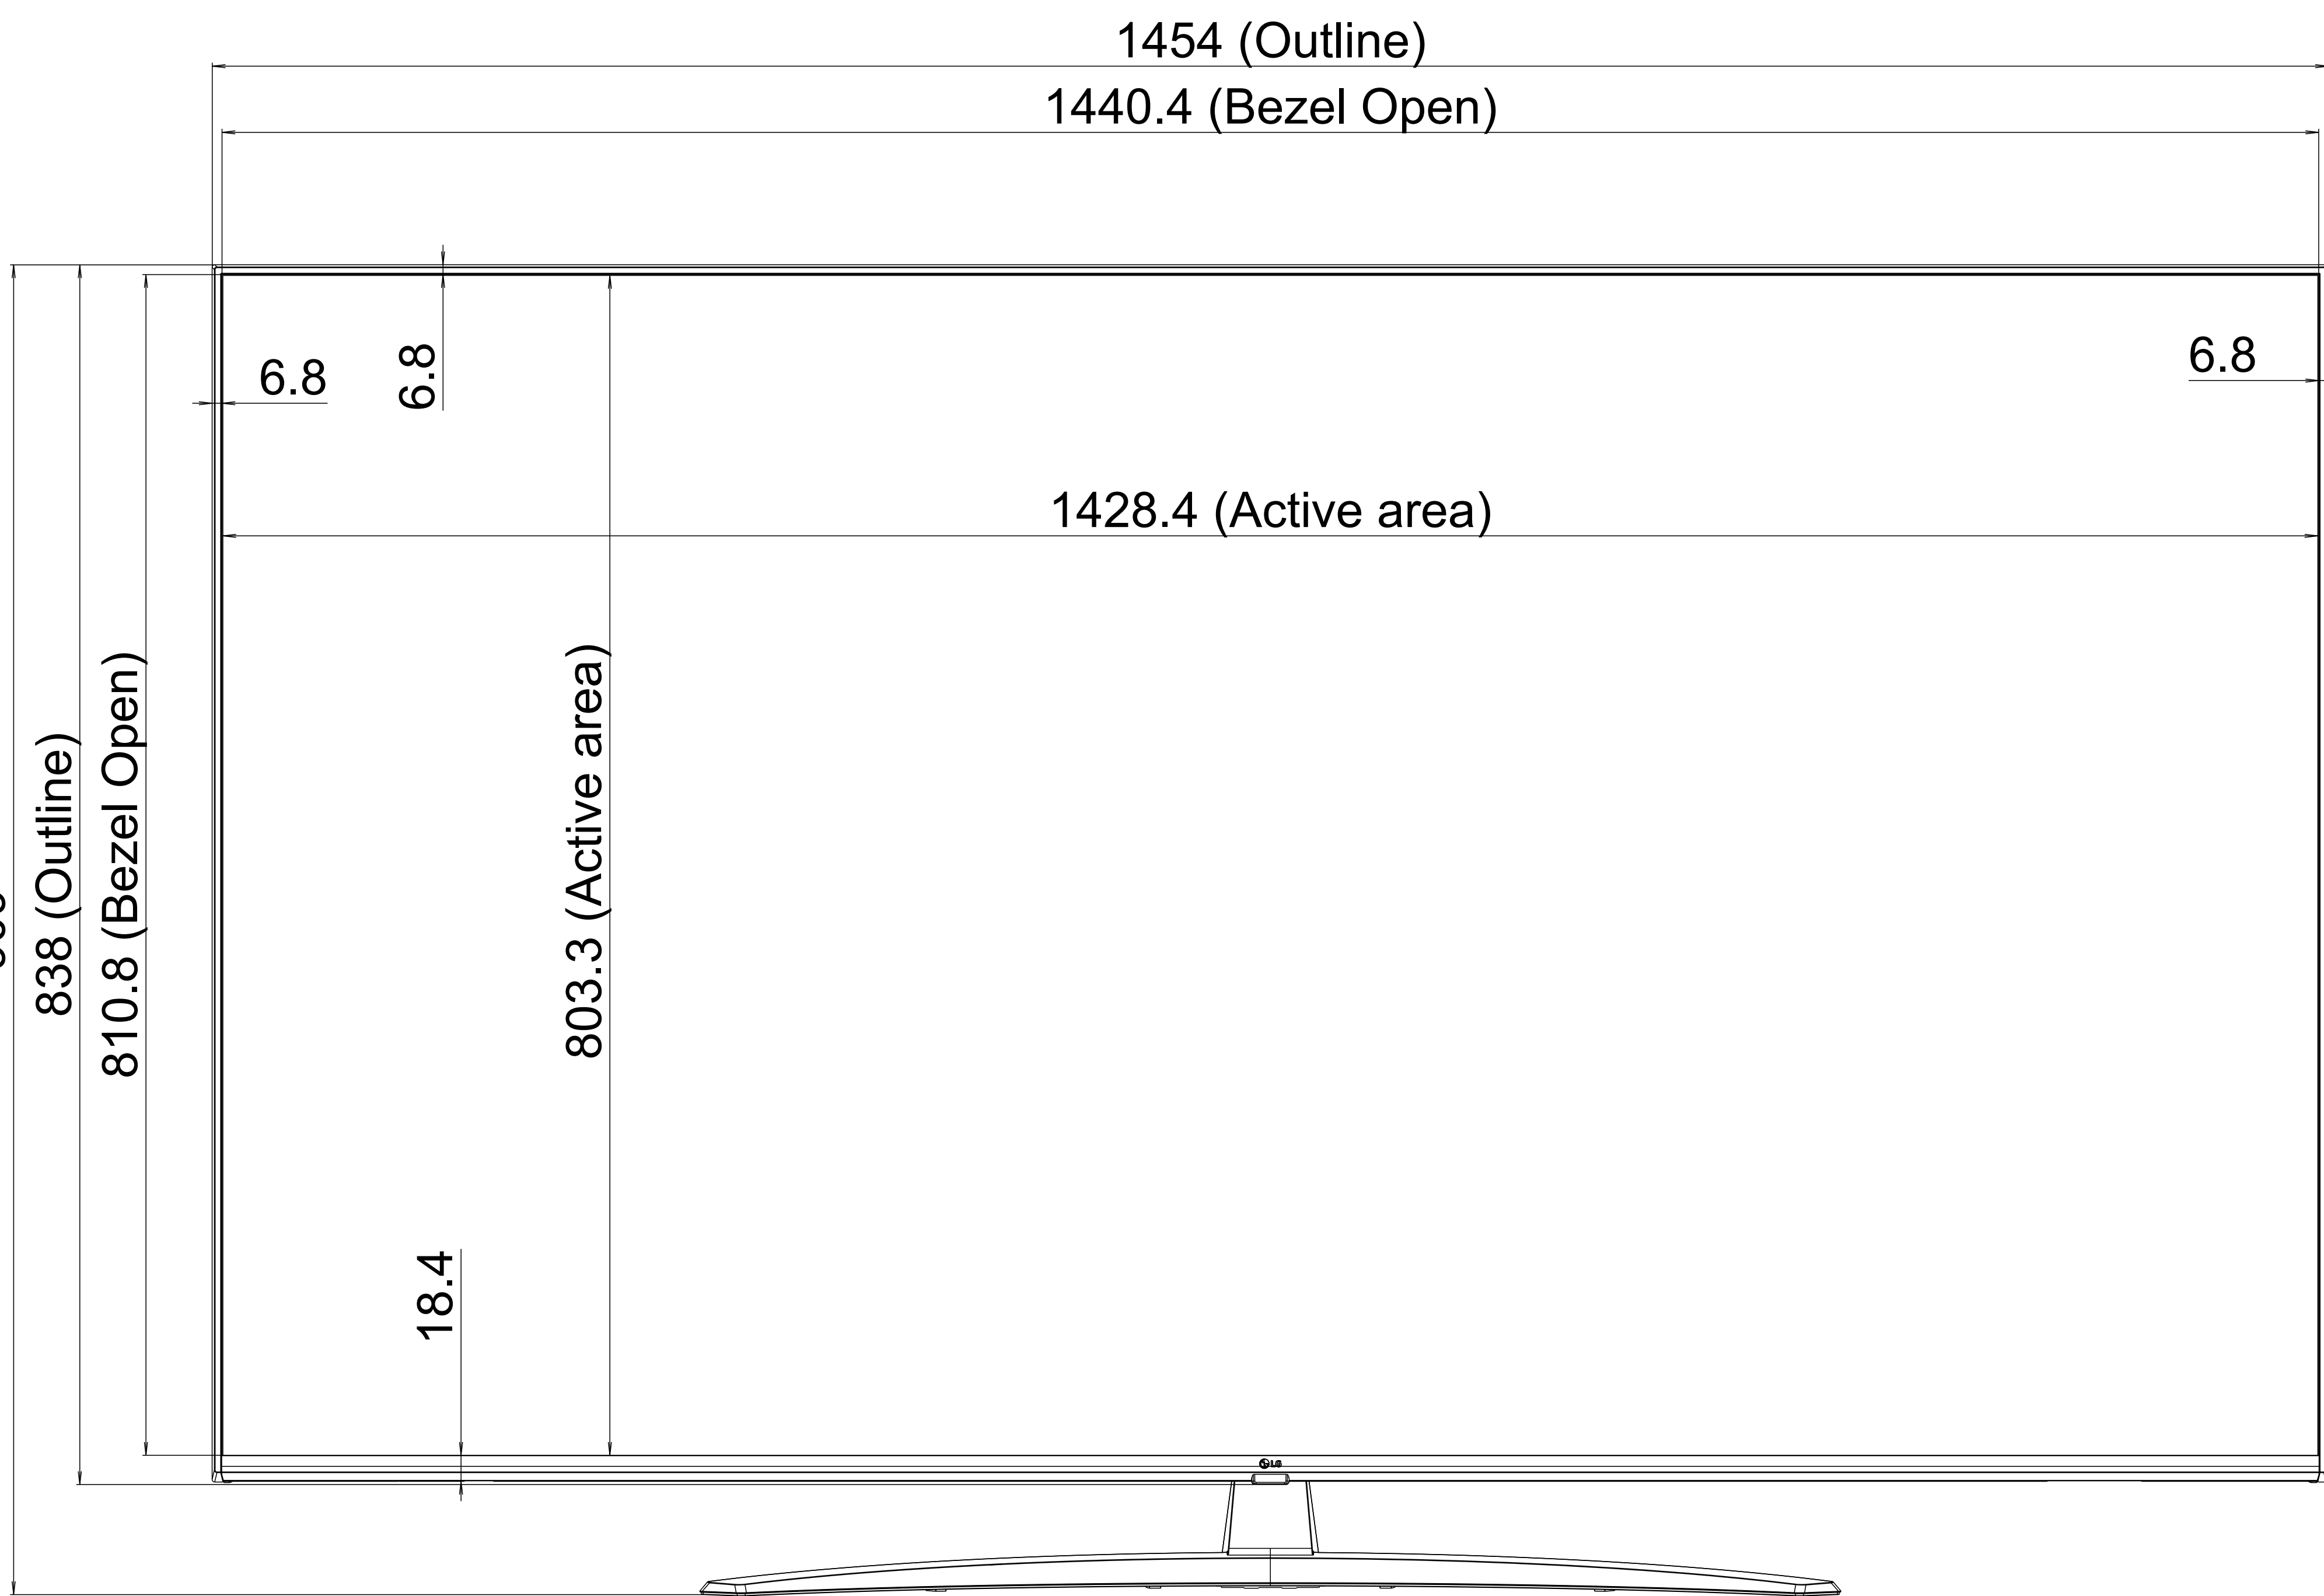 1454 (Outline)
1440.4 (Bezel Open)
6.8
6.8
6.8
1428.4 (Active area)
838 (Outline)
810.8 (Bezel Open)
803.3 (Active area)
18.4
LG